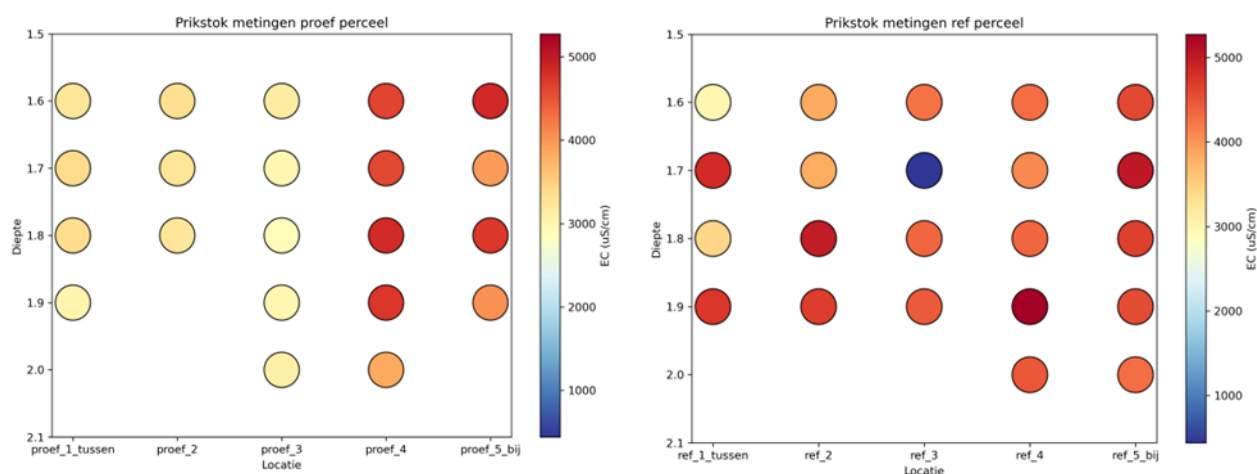 Prikstok metingen proef perceel
1.5
1.6
1.7
1.8
1.9
2.0
2.1
Diepte
proef_1_tussen
proef_2
proef_3
proef_4
proef_5_bij
Locatie
5000
4000
3000
2000
1000
EC (uS/cm)
Prikstok metingen ref perceel
1.5
1.6
1.7
1.8
1.9
2.0
2.1
Diepte
ref_1_tussen
ref_2
ref_3
ref_4
ref_5_bij
Locatie
5000
4000
3000
2000
1000
EC (uS/cm)